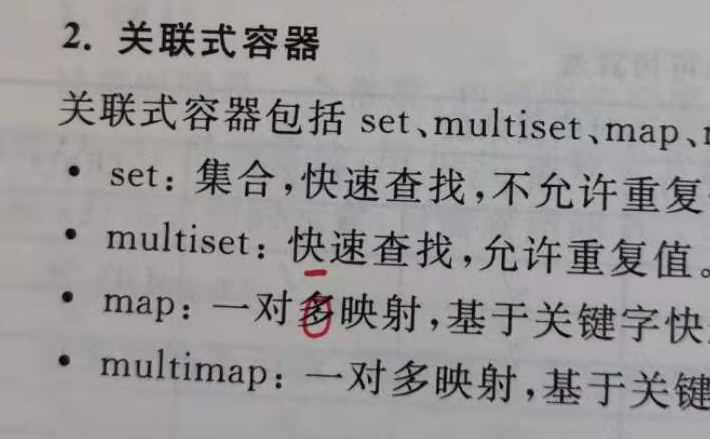 2. 关联式容器
关联式容器包括 set、multiset、map、
• set：集合，快速查找，不允许重复
• multiset：快速查找，允许重复值。
• map：一对多映射，基于关键字快
• multimap：一对多映射，基于关键